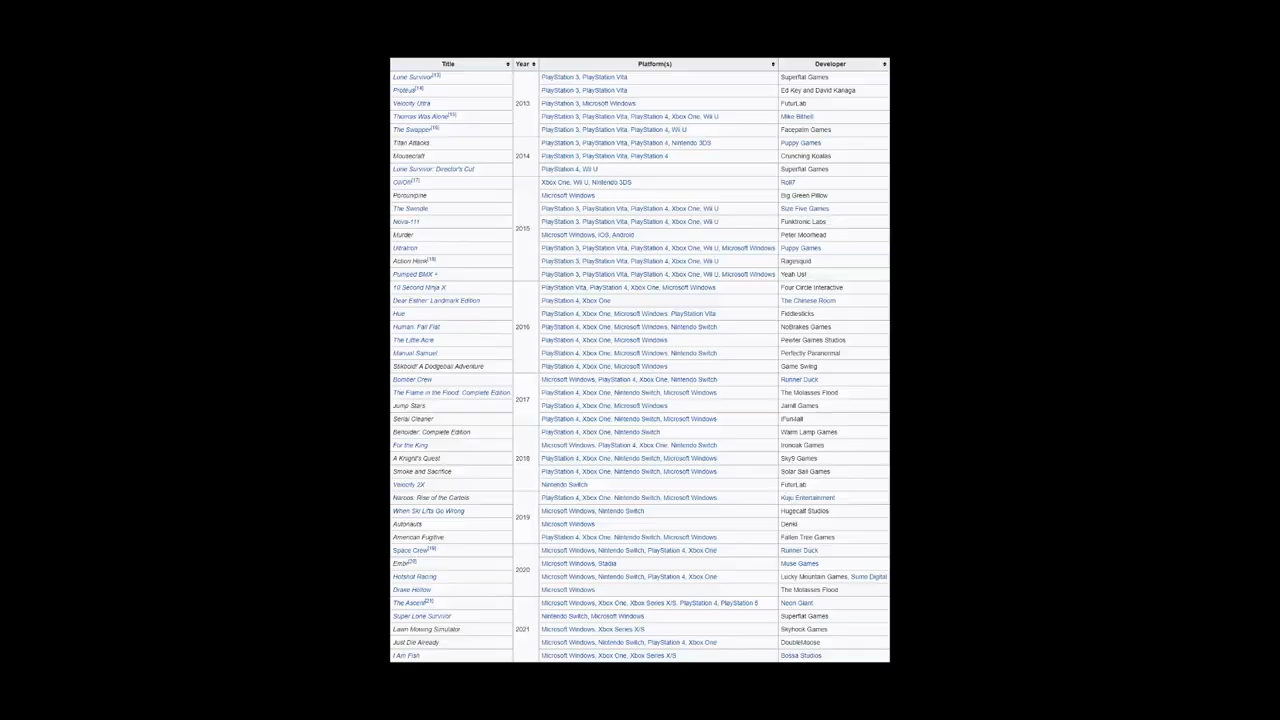 Title Year Platform(s) Developer
Lone Survivor[13] PlayStation 3, PlayStation Vita Superflat Games
Proteus[14] PlayStation 3, PlayStation Vita Ed Key and David Kanaga
Velocity Ultra 2013 PlayStation 3, Microsoft Windows FuturLab
Thomas Was Alone[15] PlayStation 3, PlayStation Vita, PlayStation 4, Xbox One, Wii U Mike Bithell
The Swapper[16] PlayStation 3, PlayStation Vita, PlayStation 4, Wii U Facepalm Games
Titan Attacks PlayStation 3, PlayStation Vita, PlayStation 4, Nintendo 3DS Puppy Games
Mousecraft 2014 PlayStation 3, PlayStation Vita, PlayStation 4 Crunching Koalas
Lone Survivor: Director's Cut PlayStation 4, Wii U Superflat Games
OlliOlli[17] Xbox One, Wii U, Nintendo 3DS Roll7
Porcunipine Microsoft Windows Big Green Pillow
The Swindle PlayStation 3, PlayStation Vita, PlayStation 4, Xbox One, Wii U Size Five Games
Nova-111 PlayStation 3, PlayStation Vita, PlayStation 4, Xbox One, Wii U Funktronic Labs
Murder 2015 Microsoft Windows, iOS, Android Peter Moorhead
Ultratron PlayStation 3, PlayStation Vita, PlayStation 4, Xbox One, Wii U, Microsoft Windows Puppy Games
Action Henk[18] PlayStation 3, PlayStation Vita, PlayStation 4, Xbox One, Wii U Ragesquid
Pumped BMX + PlayStation 3, PlayStation Vita, PlayStation 4, Xbox One, Wii U, Microsoft Windows Yeah Us!
10 Second Ninja X PlayStation Vita, PlayStation 4, Xbox One, Microsoft Windows Four Circle Interactive
Dear Esther: Landmark Edition PlayStation 4, Xbox One The Chinese Room
Hue PlayStation 4, Xbox One, Microsoft Windows, PlayStation Vita Fiddlesticks
Human: Fall Flat 2016 PlayStation 4, Xbox One, Microsoft Windows, Nintendo Switch NoBrakes Games
The Little Acre PlayStation 4, Xbox One, Microsoft Windows Pewter Games Studios
Manual Samuel PlayStation 4, Xbox One, Microsoft Windows, Nintendo Switch Perfectly Paranormal
Stikbold! A Dodgeball Adventure PlayStation 4, Xbox One, Microsoft Windows Game Swing
Bomber Crew Microsoft Windows, PlayStation 4, Xbox One, Nintendo Switch Runner Duck
The Flame in the Flood: Complete Edition 2017 PlayStation 4, Xbox One, Nintendo Switch, Microsoft Windows The Molasses Flood
Jump Stars PlayStation 4, Xbox One, Microsoft Windows Jamit Games
Serial Cleaner PlayStation 4, Xbox One, Nintendo Switch, Microsoft Windows iFun4all
Beholder: Complete Edition PlayStation 4, Xbox One, Nintendo Switch Warm Lamp Games
For the King Microsoft Windows, PlayStation 4, Xbox One, Nintendo Switch Ironoak Games
A Knight's Quest 2018 PlayStation 4, Xbox One, Nintendo Switch, Microsoft Windows Sky9 Games
Smoke and Sacrifice PlayStation 4, Xbox One, Nintendo Switch, Microsoft Windows Solar Sail Games
Velocity 2X Nintendo Switch FuturLab
Narcos: Rise of the Cartels PlayStation 4, Xbox One, Nintendo Switch, Microsoft Windows Kuju Entertainment
When Ski Lifts Go Wrong 2019 Microsoft Windows, Nintendo Switch Hugecalf Studios
Autonauts Microsoft Windows Denki
American Fugitive PlayStation 4, Xbox One, Nintendo Switch, Microsoft Windows Fallen Tree Games
Space Crew[19] Microsoft Windows, Nintendo Switch, PlayStation 4, Xbox One Runner Duck
Embr[20] 2020 Microsoft Windows, Stadia Muse Games
Hotshot Racing Microsoft Windows, Nintendo Switch, PlayStation 4, Xbox One Lucky Mountain Games, Sumo Digital
Drake Hollow Microsoft Windows The Molasses Flood
The Ascent[21] Microsoft Windows, Xbox One, Xbox Series X/S, PlayStation 4, PlayStation 5 Neon Giant
Super Lone Survivor Nintendo Switch, Microsoft Windows Superflat Games
Lawn Mowing Simulator 2021 Microsoft Windows, Xbox Series X/S Skyhook Games
Just Die Already Microsoft Windows, Nintendo Switch, PlayStation 4, Xbox One DoubleMoose
I Am Fish Microsoft Windows, Xbox One, Xbox Series X/S Bossa Studios